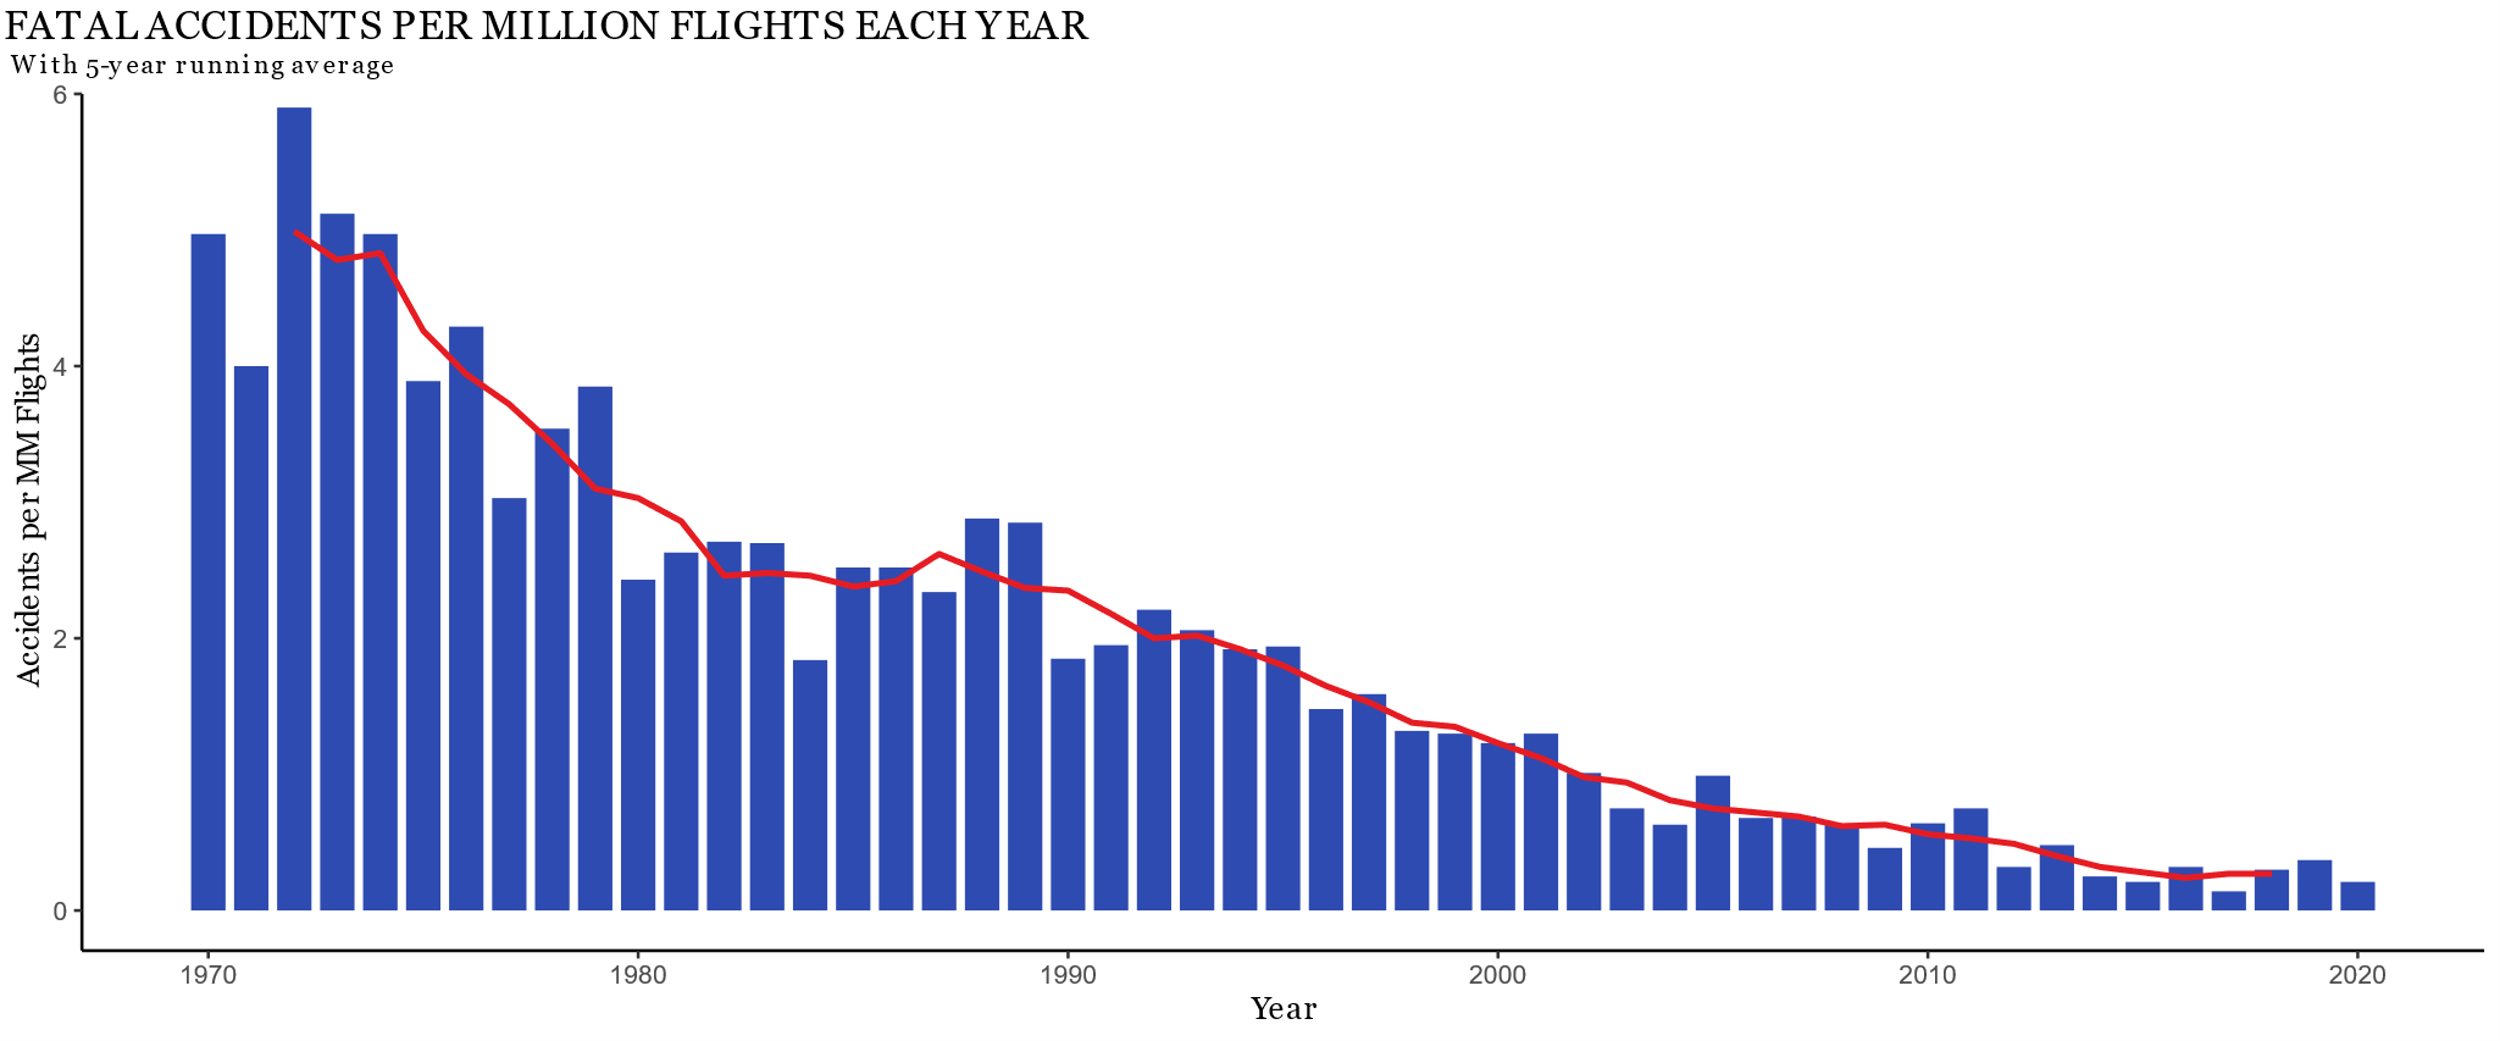 FATAL ACCIDENTS PER MILLION FLIGHTS EACH YEAR
With 5-year running average
6
4
2
0
Accidents per MM Flights
1970 1980 1990 2000 2010 2020
Year